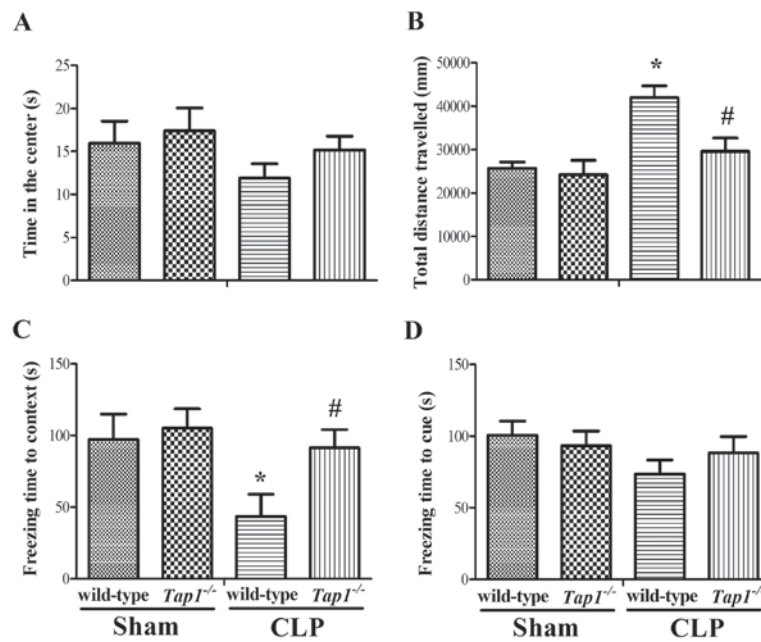 A
Time in the center (s)
25
20
15
10
5
0
B
Total distance travelled (mm)
50000
40000
30000
20000
10000
0
*
#
C
Freezing time to context (s)
150
100
50
0
*
#
wild-type Tap1-/- wild-type Tap1-/-
Sham CLP
D
Freezing time to cue (s)
150
100
50
0
wild-type Tap1-/- wild-type Tap1-/-
Sham CLP